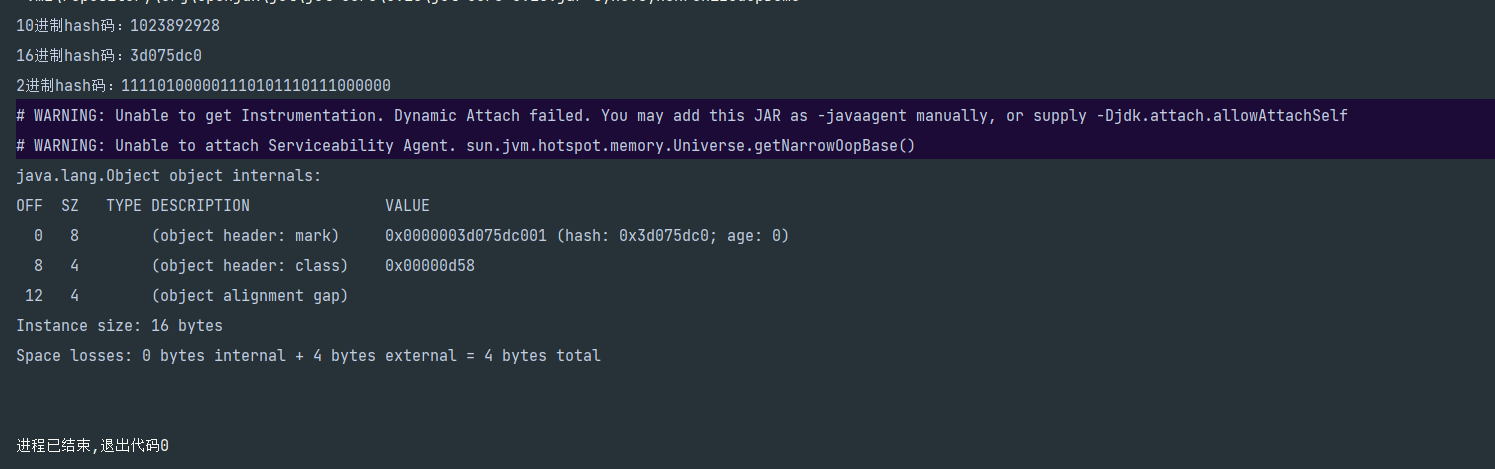 10进制hash码：1023892928
16进制hash码：3d075dc0
2进制hash码：111101000001110101110111000000
# WARNING: Unable to get Instrumentation. Dynamic Attach failed. You may add this JAR as -javaagent manually, or supply -Djdk.attach.allowAttachSelf
# WARNING: Unable to attach Serviceability Agent. sun.jvm.hotspot.memory.Universe.getNarrowOopBase()
java.lang.Object object internals:
OFF  SZ   TYPE DESCRIPTION               VALUE
  0   8        (object header: mark)     0x0000003d075dc001 (hash: 0x3d075dc0; age: 0)
  8   4        (object header: class)    0x00000d58
 12   4        (object alignment gap)
Instance size: 16 bytes
Space losses: 0 bytes internal + 4 bytes external = 4 bytes total
进程已结束,退出代码0